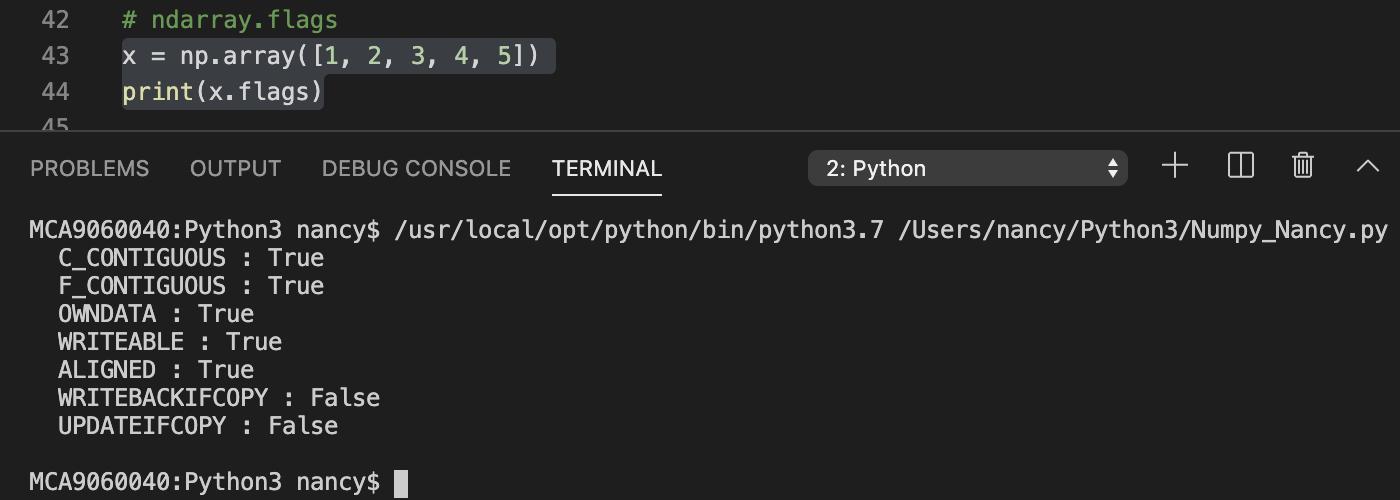 42 # ndarray.flags
43 x = np.array([1, 2, 3, 4, 5])
44 print(x.flags)
45
PROBLEMS OUTPUT DEBUG CONSOLE TERMINAL 2: Python
MCA9060040:Python3 nancy$ /usr/local/opt/python/bin/python3.7 /Users/nancy/Python3/Numpy_Nancy.py
C_CONTIGUOUS : True
F_CONTIGUOUS : True
OWNDATA : True
WRITEABLE : True
ALIGNED : True
WRITEBACKIFCOPY : False
UPDATEIFCOPY : False
MCA9060040:Python3 nancy$